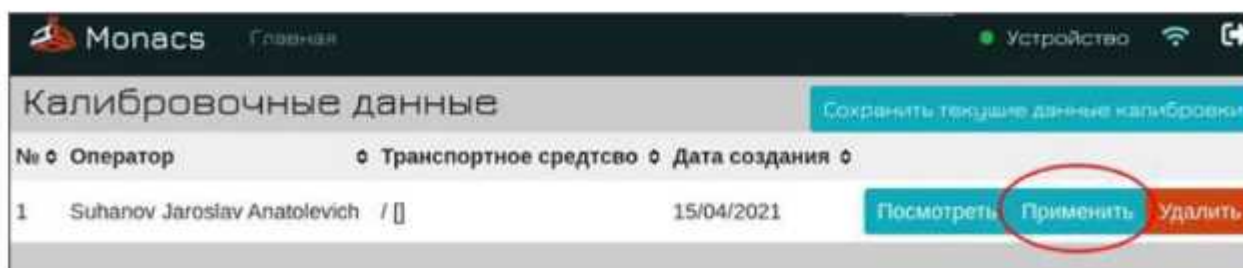 Monacs Главная Устройство
Калибровочные данные Сохранить текущие данные калибровки
№ Оператор Транспортное средтсво Дата создания
1 Suhanov Jaroslav Anatolevich / [] 15/04/2021 Посмотреть Применить Удалить